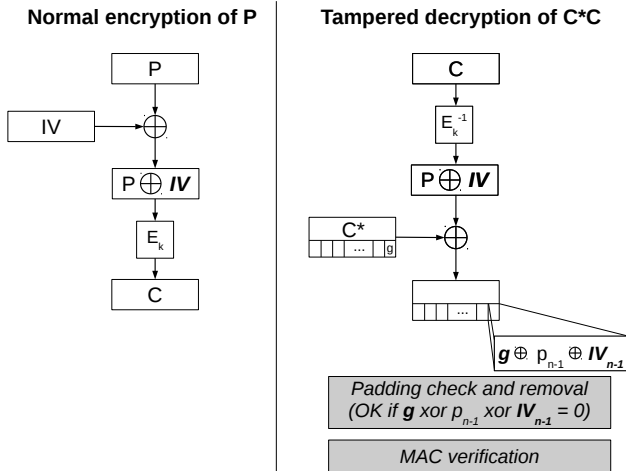 Normal encryption of P
P
IV
P ⊕ IV
E_k
C
Tampered decryption of C*C
C
E_k^-1
P ⊕ IV
C*
... g
...
g ⊕ p_n-1 ⊕ IV_n-1
Padding check and removal
(OK if g xor p_n-1 xor IV_n-1 = 0)
MAC verification